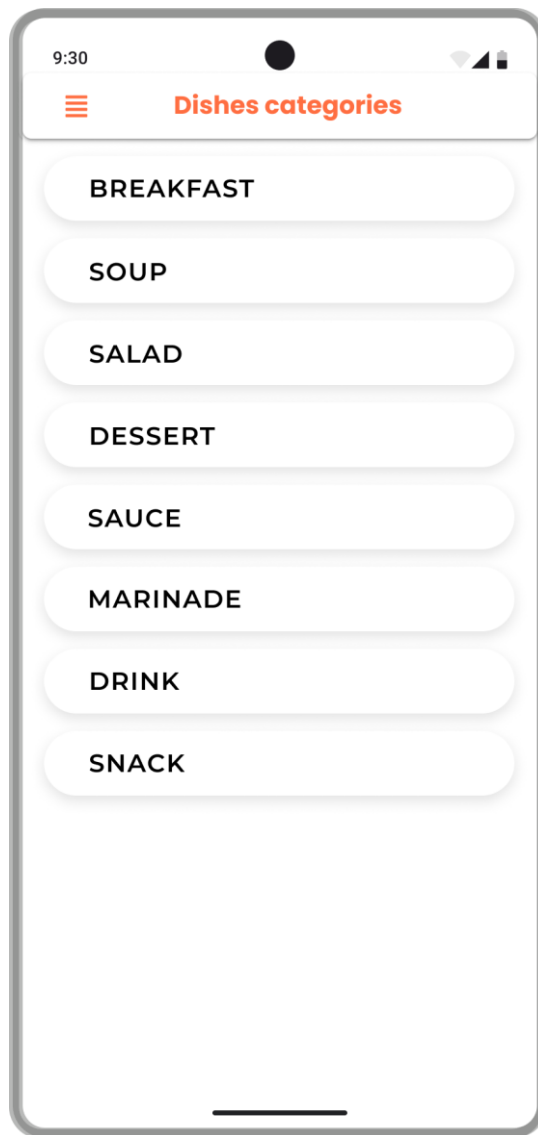 9:30
Dishes categories
BREAKFAST
SOUP
SALAD
DESSERT
SAUCE
MARINADE
DRINK
SNACK